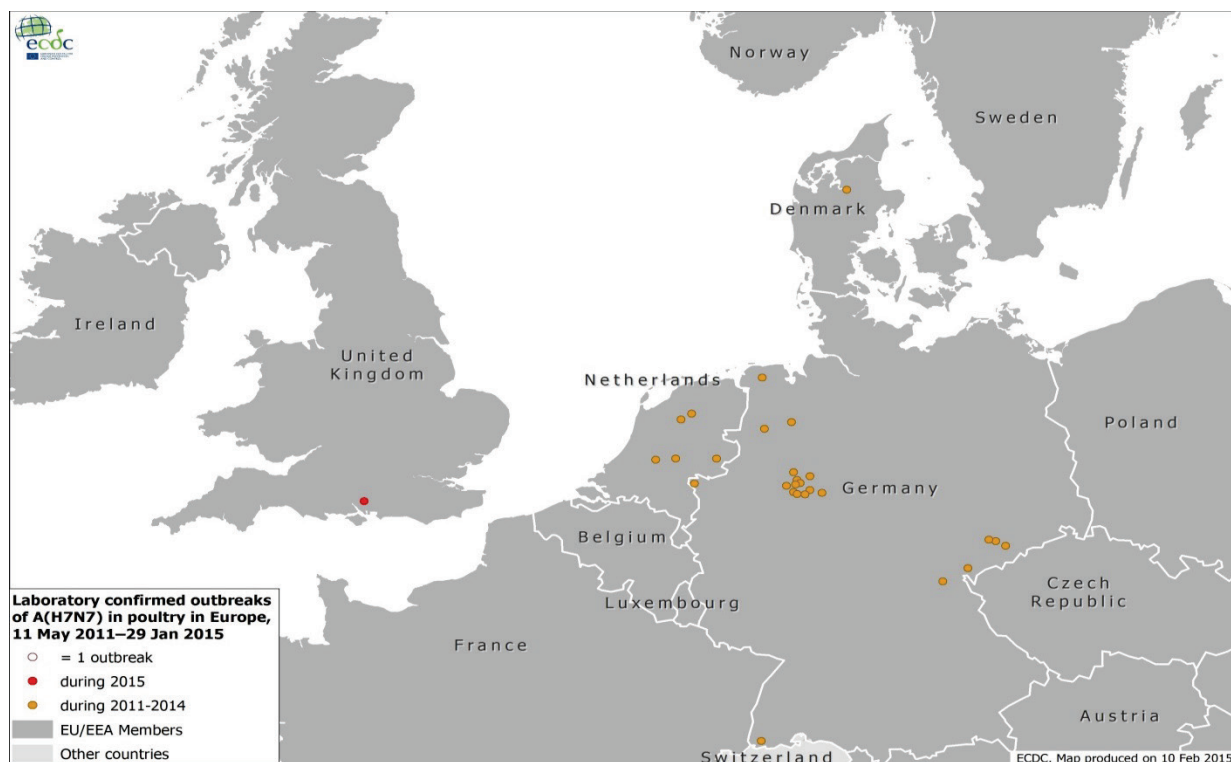 ecdc
Norway
Sweden
Denmark
Ireland
United
Kingdom
Netherlands
Poland
Germany
Belgium
Czech
Republic
Luxembourg
France
Austria
Switzerland
Laboratory confirmed outbreaks
of A(H7N7) in poultry in Europe,
11 May 2011–29 Jan 2015
= 1 outbreak
during 2015
during 2011-2014
EU/EEA Members
Other countries
ECDC. Map produced on 10 Feb 2015